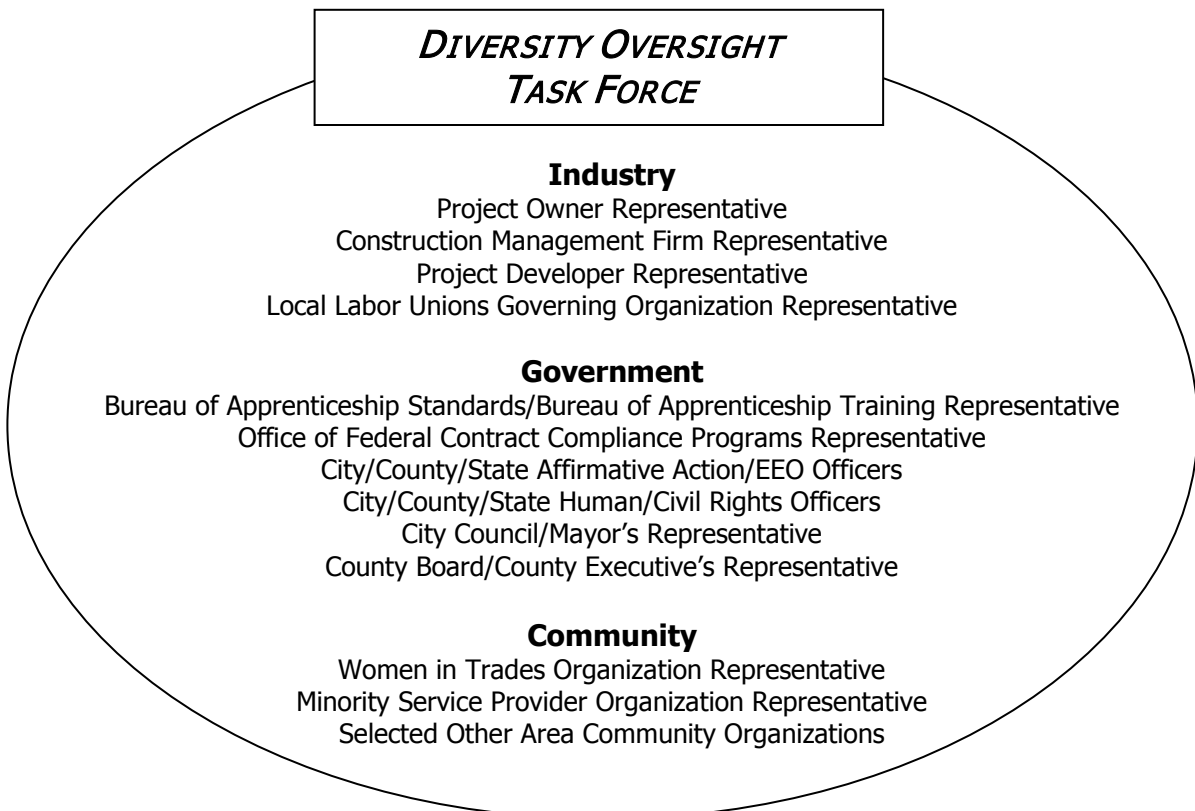 DIVERSITY OVERSIGHT
TASK FORCE
Industry
Project Owner Representative
Construction Management Firm Representative
Project Developer Representative
Local Labor Unions Governing Organization Representative
Government
Bureau of Apprenticeship Standards/Bureau of Apprenticeship Training Representative
Office of Federal Contract Compliance Programs Representative
City/County/State Affirmative Action/EEO Officers
City/County/State Human/Civil Rights Officers
City Council/Mayor’s Representative
County Board/County Executive’s Representative
Community
Women in Trades Organization Representative
Minority Service Provider Organization Representative
Selected Other Area Community Organizations